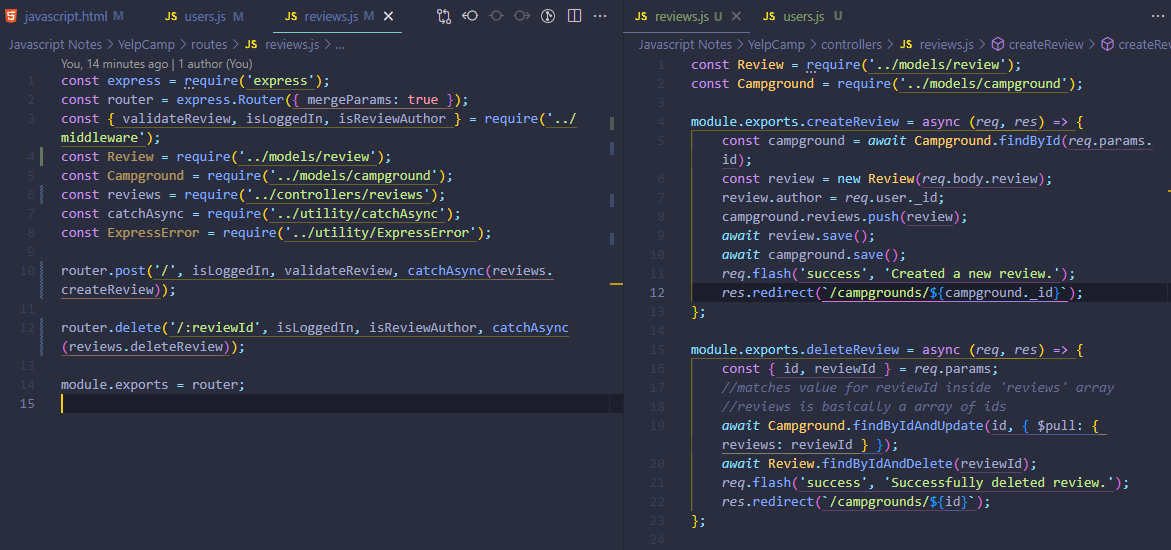 javascript.html M JS users.js M JS reviews.js M
Javascript Notes > YelpCamp > routes > JS reviews.js > ...
You, 14 minutes ago | 1 author (You)
1 const express = require('express');
2 const router = express.Router({ mergeParams: true });
3 const { validateReview, isLoggedIn, isReviewAuthor } = require('../
middleware');
4 const Review = require('../models/review');
5 const Campground = require('../models/campground');
6 const reviews = require('../controllers/reviews');
7 const catchAsync = require('../utility/catchAsync');
8 const ExpressError = require('../utility/ExpressError');
9
10 router.post('/', isLoggedIn, validateReview, catchAsync(reviews.
createReview));
11
12 router.delete('/:reviewId', isLoggedIn, isReviewAuthor, catchAsync
(reviews.deleteReview));
13
14 module.exports = router;
15
JS reviews.js U JS users.js U
Javascript Notes > YelpCamp > controllers > JS reviews.js > createReview > createRev
1 const Review = require('../models/review');
2 const Campground = require('../models/campground');
3
4 module.exports.createReview = async (req, res) => {
5 const campground = await Campground.findById(req.params.
id);
6 const review = new Review(req.body.review);
7 review.author = req.user._id;
8 campground.reviews.push(review);
9 await review.save();
10 await campground.save();
11 req.flash('success', 'Created a new review.');
12 res.redirect(`/campgrounds/${campground._id}`);
13 };
14
15 module.exports.deleteReview = async (req, res) => {
16 const { id, reviewId } = req.params;
17 //matches value for reviewId inside 'reviews' array
18 //reviews is basically a array of ids
19 await Campground.findByIdAndUpdate(id, { $pull: {
reviews: reviewId } });
20 await Review.findByIdAndDelete(reviewId);
21 req.flash('success', 'Successfully deleted review.');
22 res.redirect(`/campgrounds/${id}`);
23 };
24